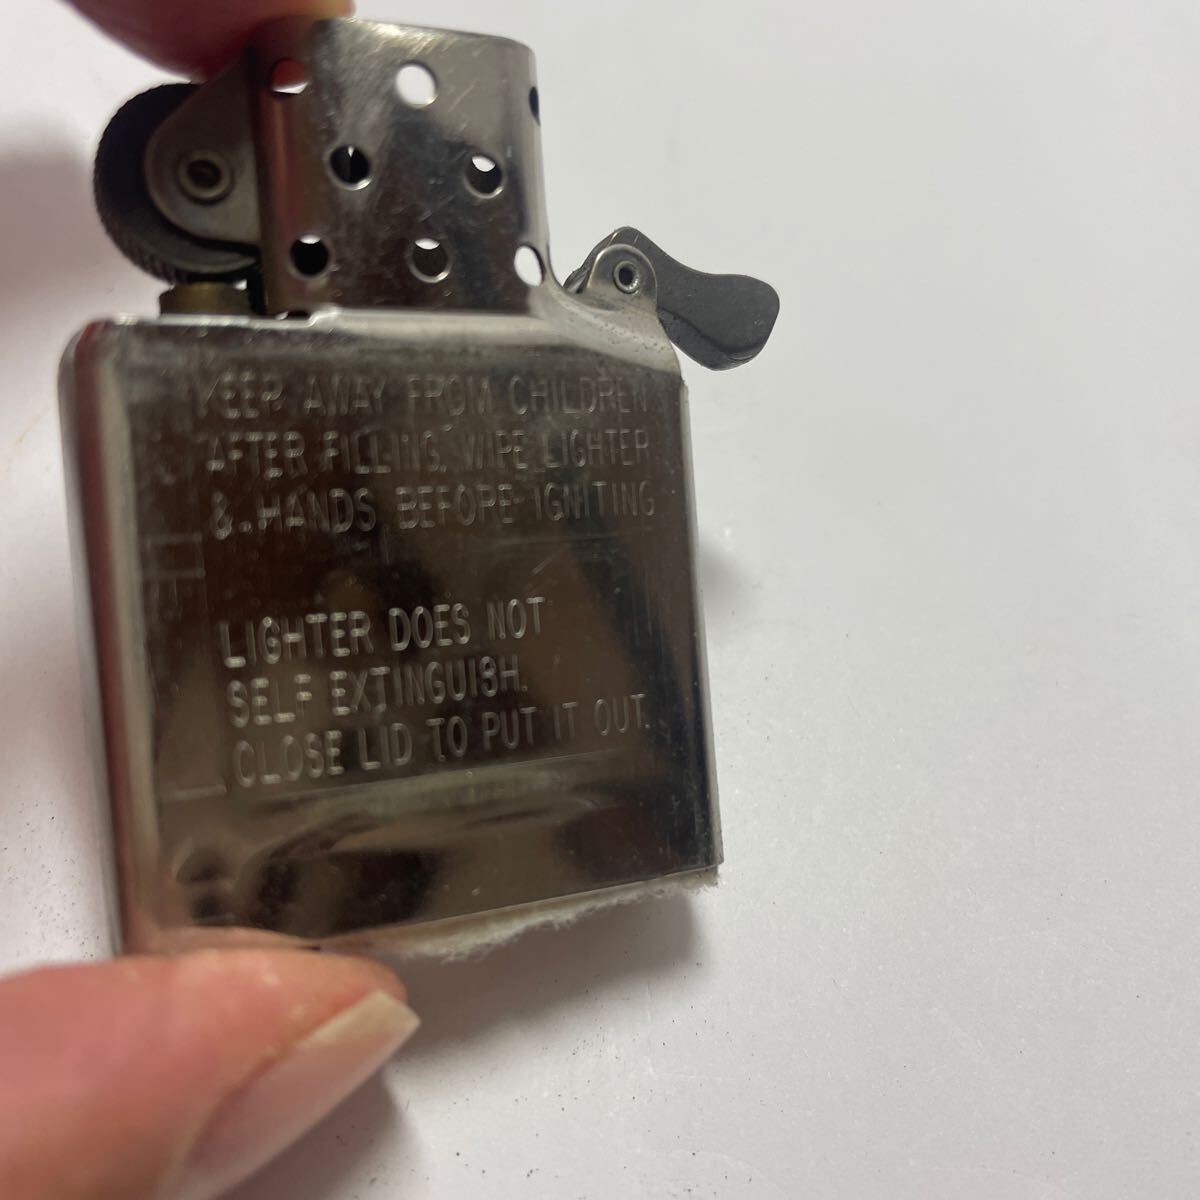 KEEP AWAY FROM CHILDREN
AFTER FILLING, WIPE LIGHTER
& HANDS BEFORE IGNITING
LIGHTER DOES NOT
SELF EXTINGUISH.
CLOSE LID TO PUT IT OUT.